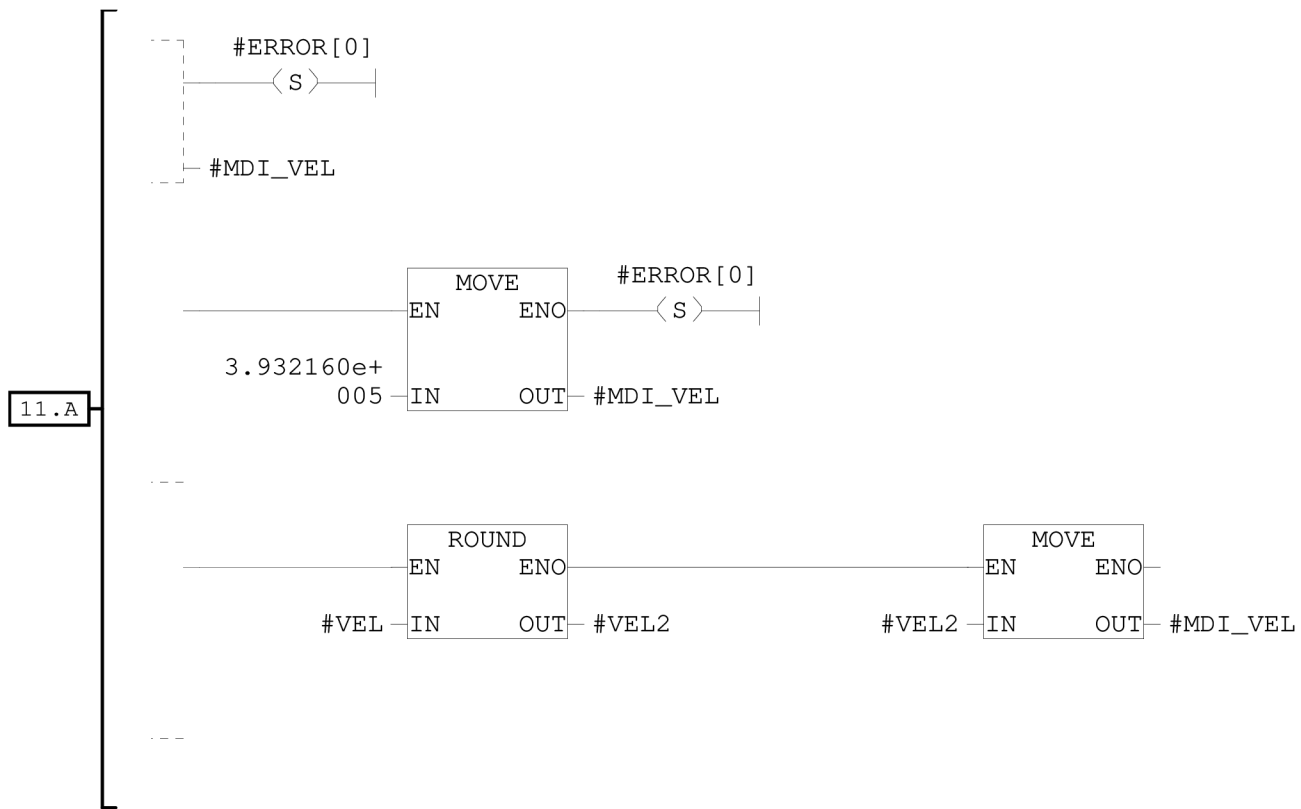 #ERROR[0]
S
#MDI_VEL
MOVE
#ERROR[0]
EN
ENO
S
3.932160e+
005
IN
OUT
#MDI_VEL
11.A
ROUND
MOVE
EN
ENO
EN
ENO
#VEL
IN
OUT
#VEL2
#VEL2
IN
OUT
#MDI_VEL